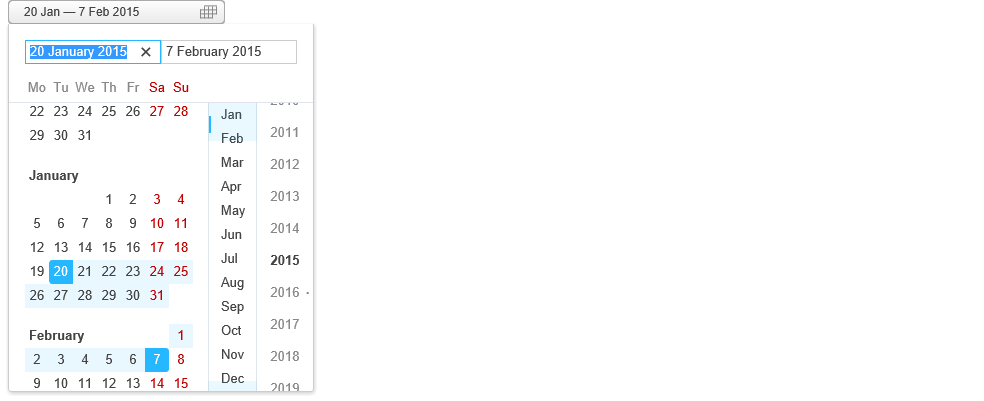 20 Jan — 7 Feb 2015
20 January 2015 7 February 2015
Mo Tu We Th Fr Sa Su
22 23 24 25 26 27 28
29 30 31
January
1 2 3 4
5 6 7 8 9 10 11
12 13 14 15 16 17 18
19 20 21 22 23 24 25
26 27 28 29 30 31
February 1
2 3 4 5 6 7 8
9 10 11 12 13 14 15
Jan
Feb
Mar
Apr
May
Jun
Jul
Aug
Sep
Oct
Nov
Dec
2010
2011
2012
2013
2014
2015
2016
2017
2018
2019